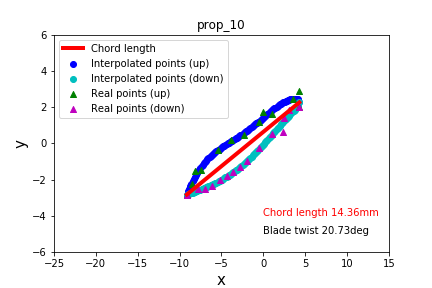 prop_10
Chord length
Interpolated points (up)
Interpolated points (down)
Real points (up)
Real points (down)
6
4
2
0
−2
−4
−6
y
Chord length 14.36mm
Blade twist 20.73deg
−25 −20 −15 −10 −5 0 5 10 15
x